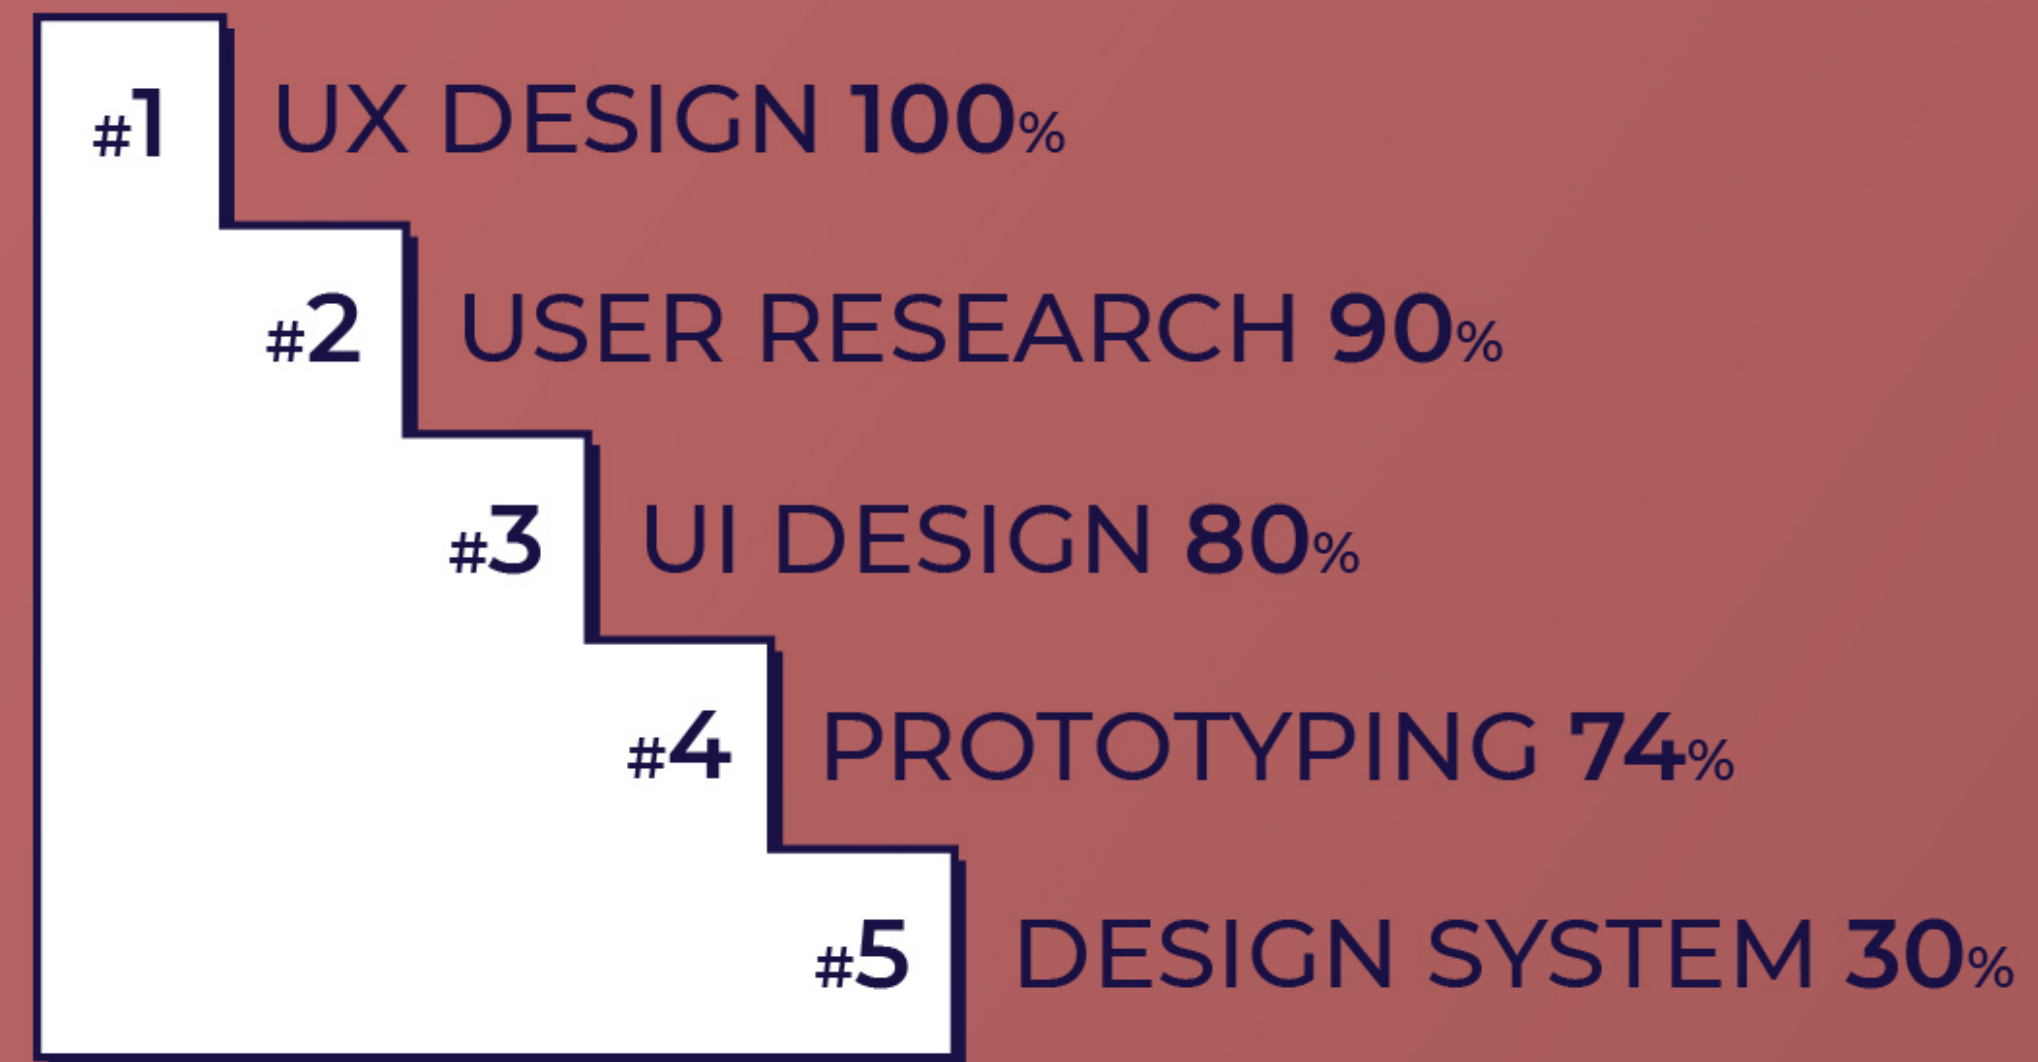 #1 UX DESIGN 100%
#2 USER RESEARCH 90%
#3 UI DESIGN 80%
#4 PROTOTYPING 74%
#5 DESIGN SYSTEM 30%